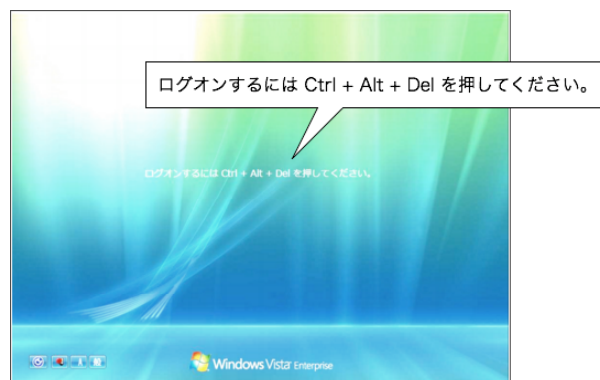 ログオンするには Ctrl + Alt + Del を押してください。
ログオンするには Ctrl + Alt + Del を押してください。
Windows Vista Enterprise